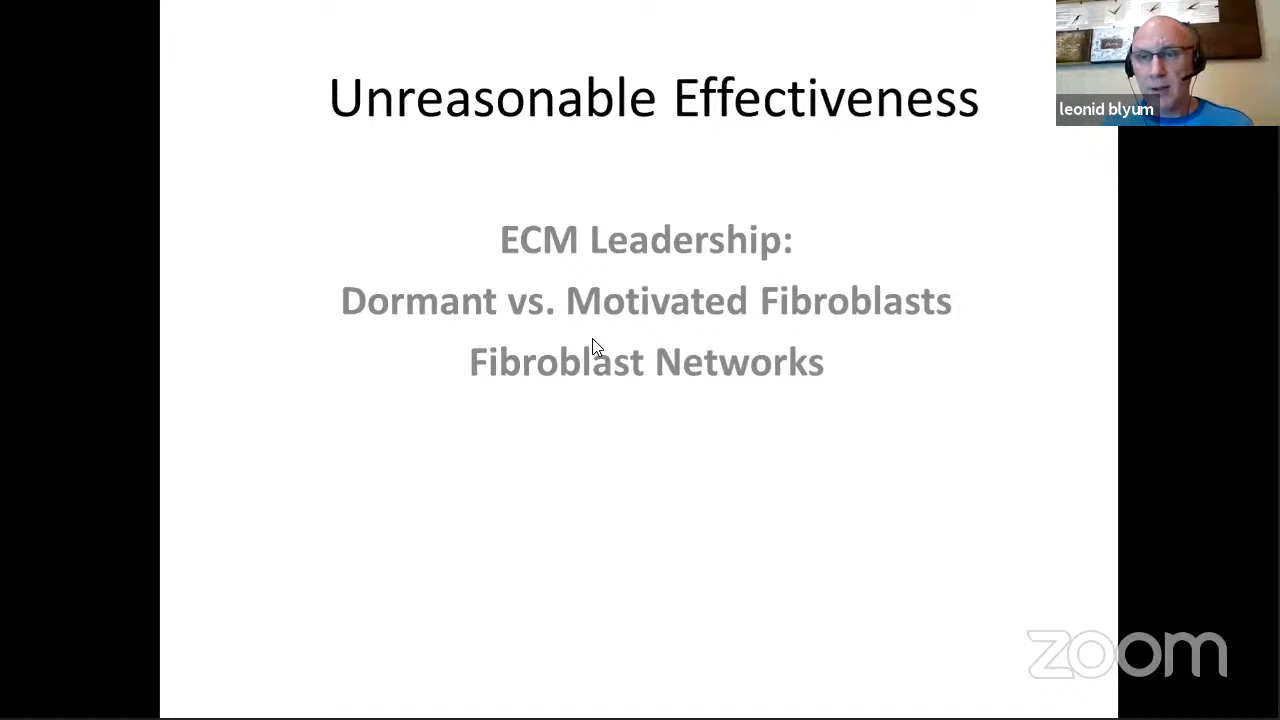 Unreasonable Effectiveness
leonid blyum
ECM Leadership:
Dormant vs. Motivated Fibroblasts
Fibroblast Networks
zoom